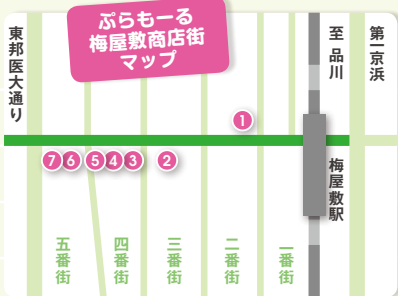 ぷらもーる
梅屋敷商店街
マップ
東邦医大通り
至 品川
第一京浜
1
7 6 5 4 3 2
梅屋敷駅
五番街
四番街
三番街
二番街
一番街